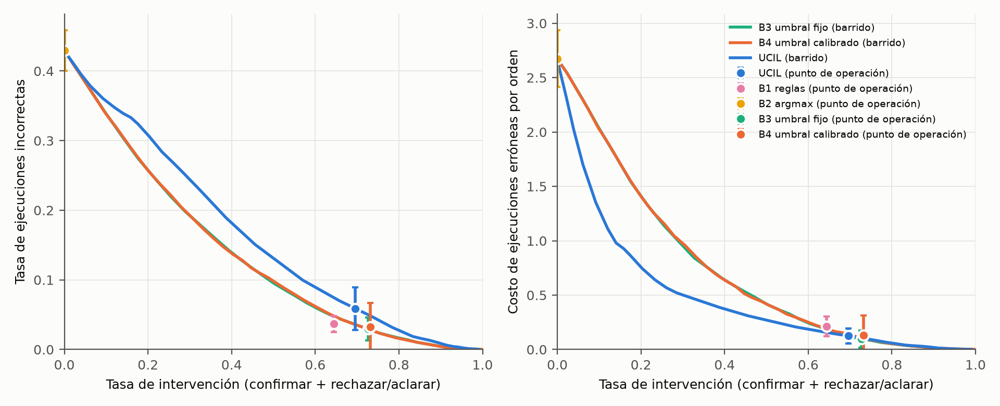 Tasa de ejecuciones incorrectas
0.4
0.3
0.2
0.1
0.0
0.0 0.2 0.4 0.6 0.8 1.0
Tasa de intervención (confirmar + rechazar/aclarar)
Costo de ejecuciones erróneas por orden
3.0
2.5
2.0
1.5
1.0
0.5
0.0
0.0 0.2 0.4 0.6 0.8 1.0
Tasa de intervención (confirmar + rechazar/aclarar)
B3 umbral fijo (barrido)
B4 umbral calibrado (barrido)
UCIL (barrido)
UCIL (punto de operación)
B1 reglas (punto de operación)
B2 argmax (punto de operación)
B3 umbral fijo (punto de operación)
B4 umbral calibrado (punto de operación)